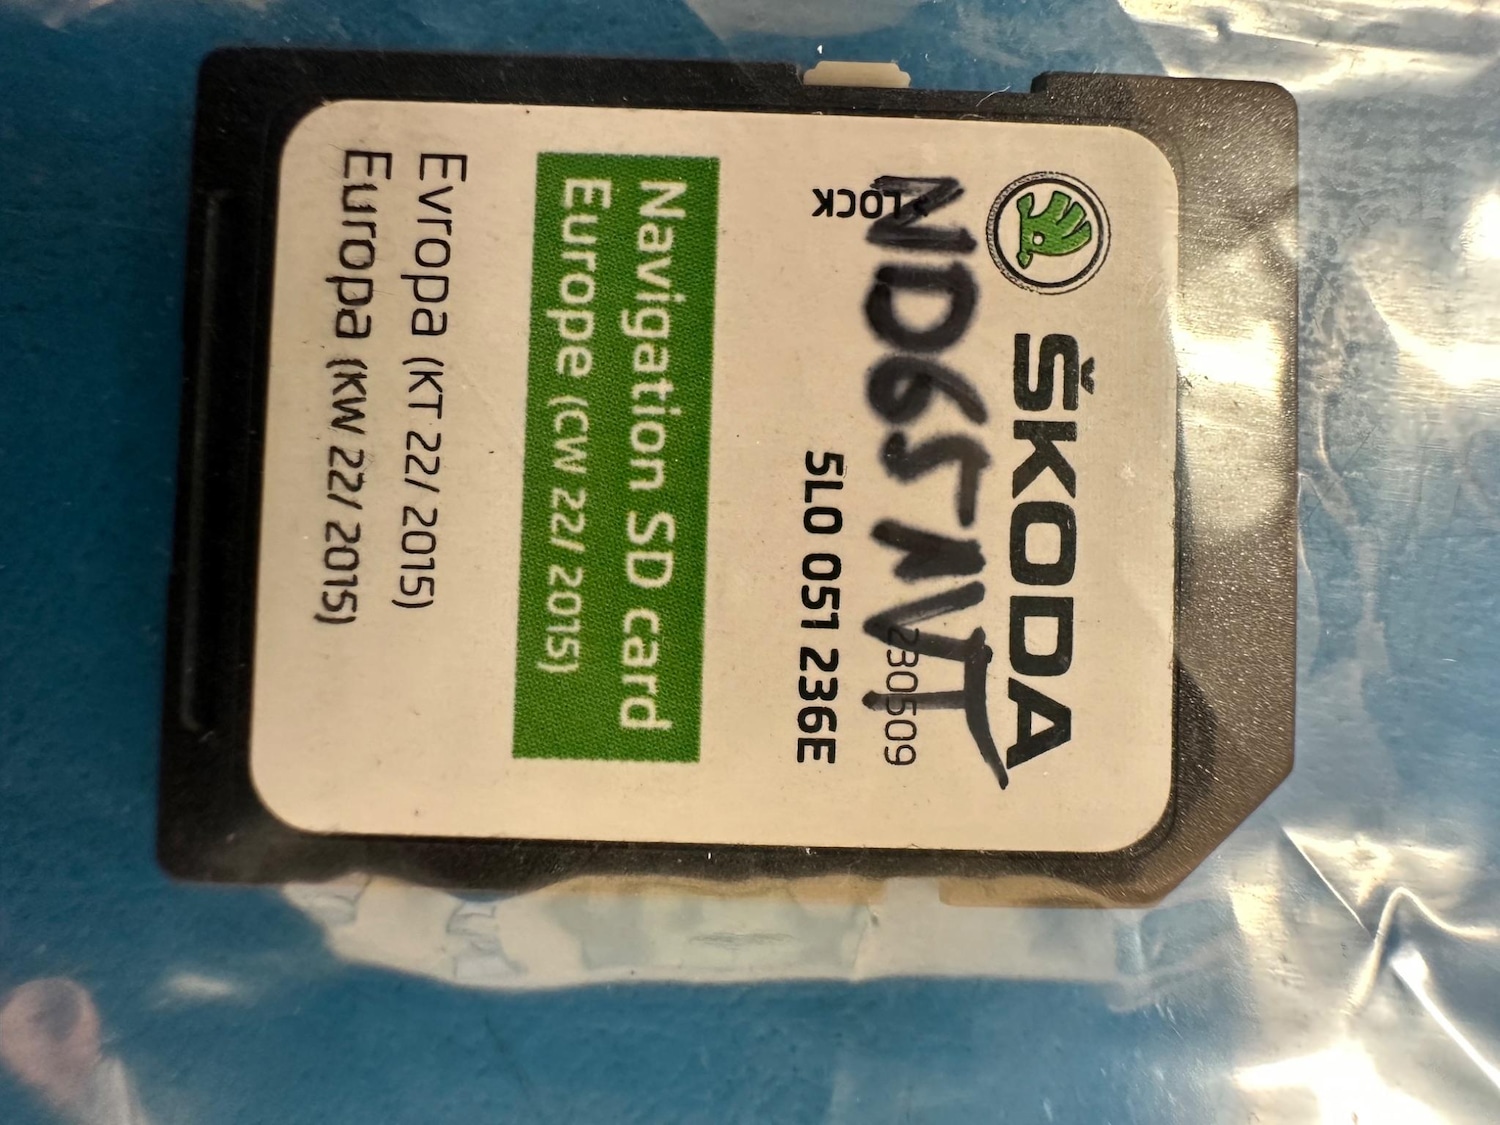 ŠKODA
ND65 NVT
230509
>LOCK
5L0 051 236E
Navigation SD card
Europe (CW 22/ 2015)
Evropa (KT 22/ 2015)
Europa (KW 22/ 2015)